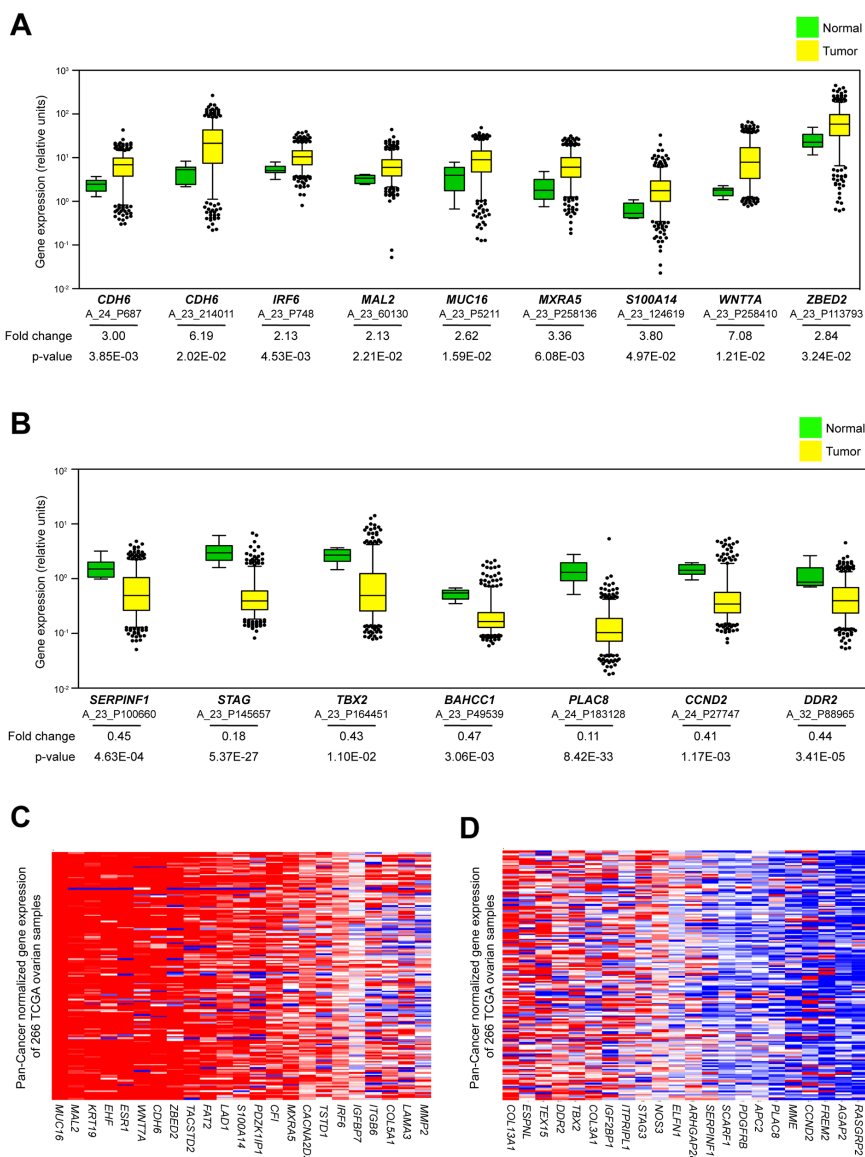 A
Normal
Tumor
Gene expression (relative units)
10³
10²
10¹
10⁰
10⁻¹
10⁻²
CDH6 CDH6 IRF6 MAL2 MUC16 MXRA5 S100A14 WNT7A ZBED2
A_24_P687 A_23_214011 A_23_P748 A_23_60130 A_23_P5211 A_23_P258136 A_23_124619 A_23_P258410 A_23_P113793
Fold change 3.00 6.19 2.13 2.13 2.62 3.36 3.80 7.08 2.84
p-value 3.85E-03 2.02E-02 4.53E-03 2.21E-02 1.59E-02 6.08E-03 4.97E-02 1.21E-02 3.24E-02
B
Normal
Tumor
Gene expression (relative units)
10²
10¹
10⁰
10⁻¹
10⁻²
SERPINF1 STAG TBX2 BAHCC1 PLAC8 CCND2 DDR2
A_23_P100660 A_23_P145657 A_23_P164451 A_23_P49539 A_24_P183128 A_24_P27747 A_32_P88965
Fold change 0.45 0.18 0.43 0.47 0.11 0.41 0.44
p-value 4.63E-04 5.37E-27 1.10E-02 3.06E-03 8.42E-33 1.17E-03 3.41E-05
C
Pan-Cancer normalized gene expression
of 266 TCGA ovarian samples
MUC16
MAL2
KRT19
EHF
ESR1
WNT7A
CDH6
ZBED2
TACSTD2
FAT2
LAD1
S100A14
PDZK1IP1
CFI
MXRA5
CACNA2D
TSTD1
IRF6
IGFBP7
ITGB6
COL5A1
LAMA3
MMP2
D
Pan-Cancer normalized gene expression
of 266 TCGA ovarian samples
COL13A1
ESPNL
TEX15
DDR2
TBX2
COL3A1
IGF2BP1
ITPRIPL1
STAG3
NOS3
ELFN1
ARHGAP20
SERPINF1
SCARF1
PDGFRB
APC2
PLAC8
MME
CCND2
FREM2
AGAP2
RASGRP2